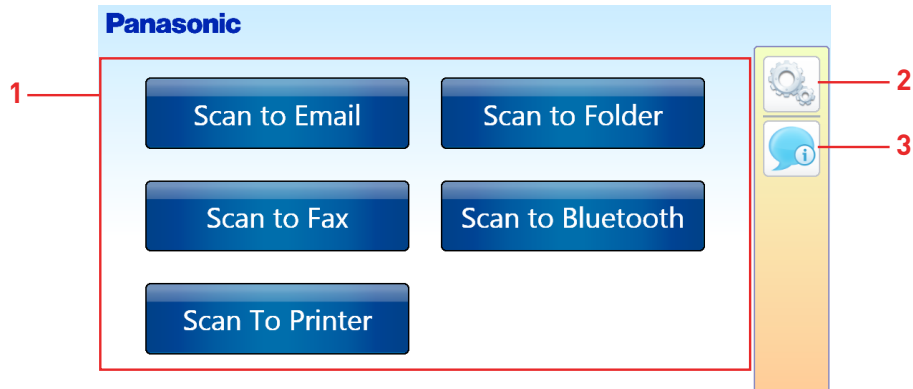 Panasonic
1
Scan to Email
Scan to Folder
2
3
Scan to Fax
Scan to Bluetooth
Scan To Printer